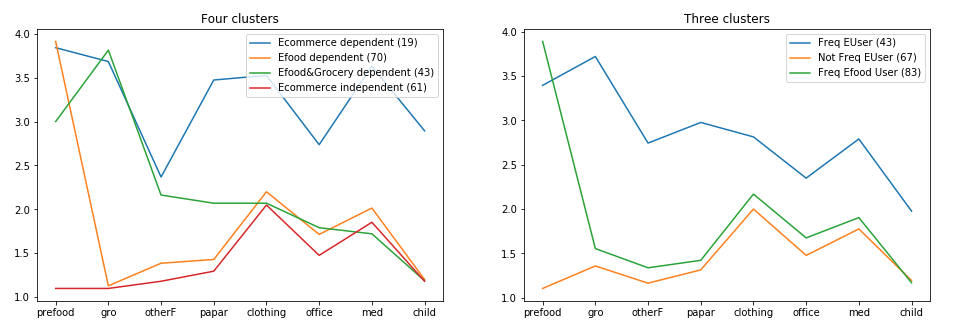 Four clusters
4.0
3.5
3.0
2.5
2.0
1.5
1.0
prefood gro otherF papar clothing office med child
Ecommerce dependent (19)
Efood dependent (70)
Efood&Grocery dependent (43)
Ecommerce independent (61)
Three clusters
4.0
3.5
3.0
2.5
2.0
1.5
1.0
prefood gro otherF papar clothing office med child
Freq EUser (43)
Not Freq EUser (67)
Freq Efood User (83)